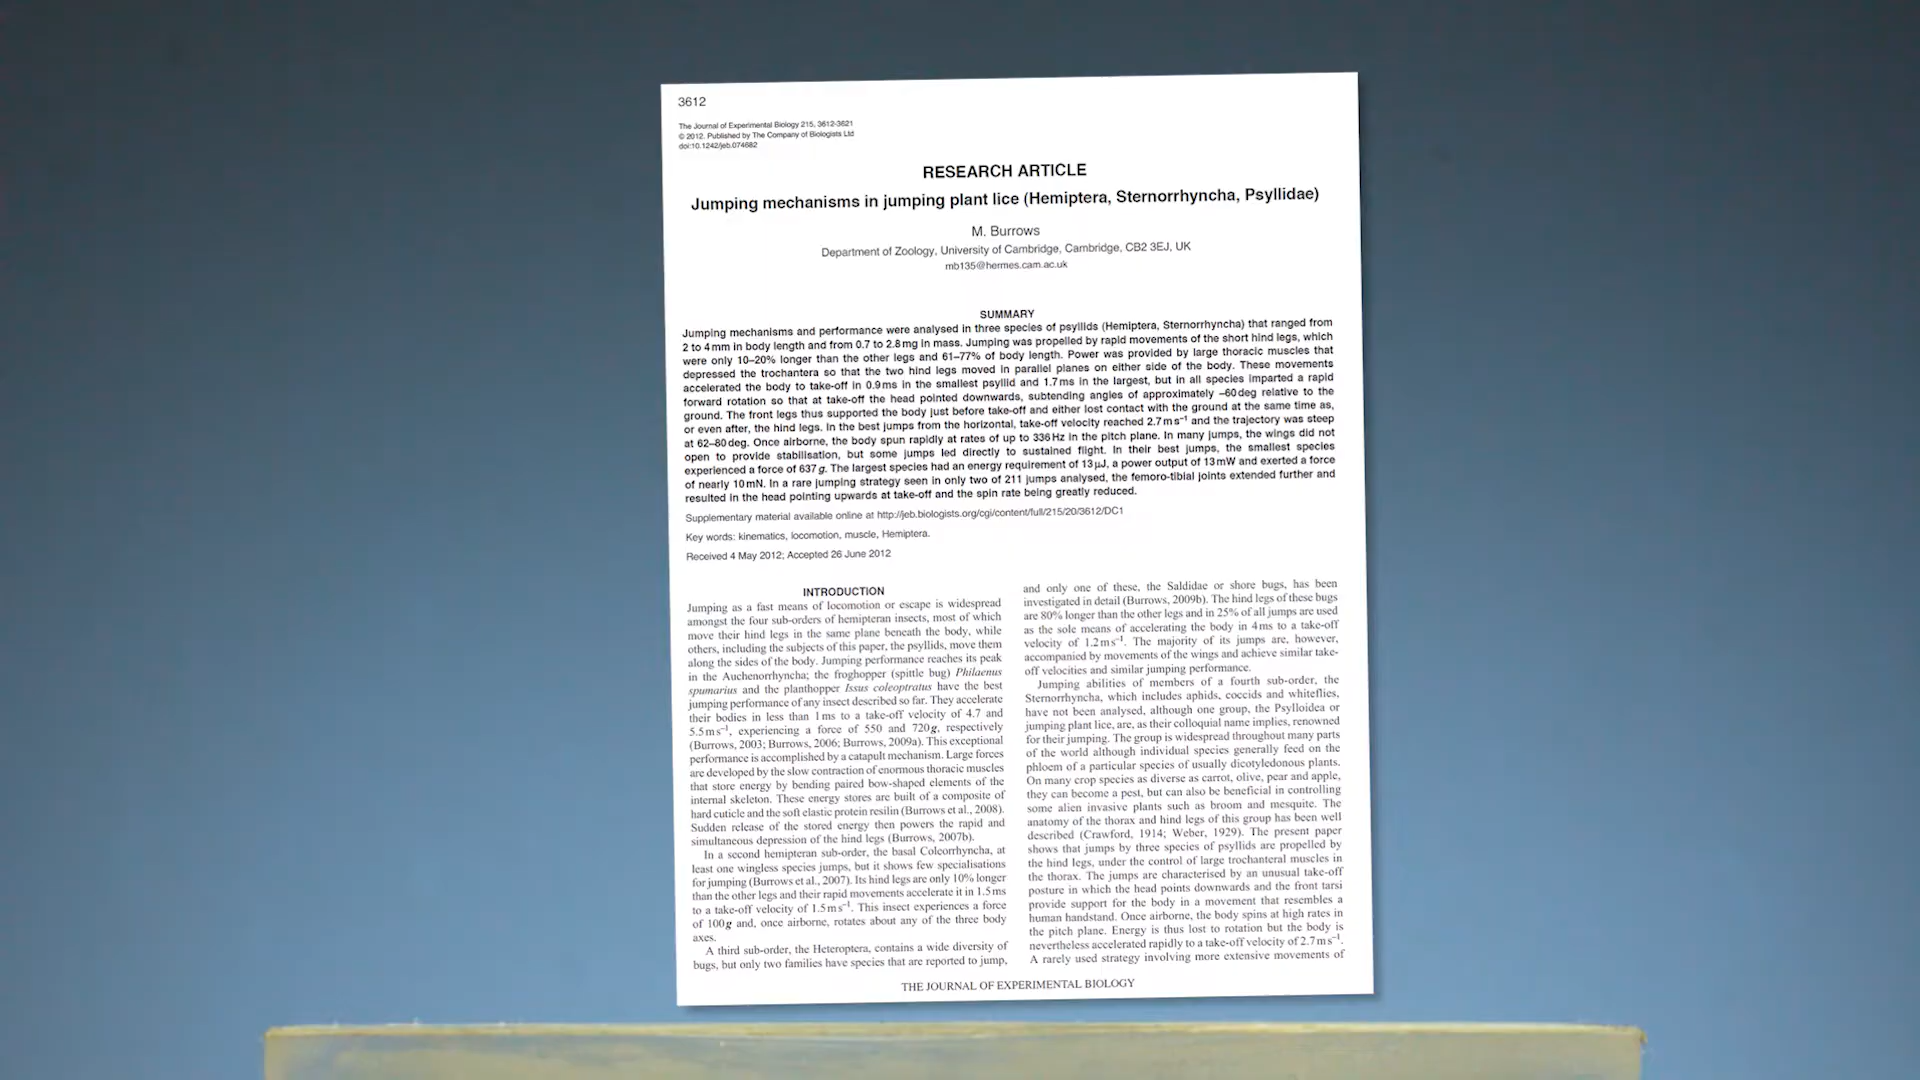 3612
The Journal of Experimental Biology 215, 3612-3621
© 2012. Published by The Company of Biologists Ltd
doi:10.1242/jeb.074682
RESEARCH ARTICLE
Jumping mechanisms in jumping plant lice (Hemiptera, Sternorrhyncha, Psyllidae)
M. Burrows
Department of Zoology, University of Cambridge, Cambridge, CB2 3EJ, UK
mb135@hermes.cam.ac.uk
SUMMARY
Jumping mechanisms and performance were analysed in three species of psyllids (Hemiptera, Sternorrhyncha) that ranged from
2 to 4 mm in body length and from 0.7 to 2.8 mg in mass. Jumping was propelled by rapid movements of the short hind legs, which
were only 10–20% longer than the other legs and 61–77% of body length. Power was provided by large thoracic muscles that
depressed the trochantera so that the two hind legs moved in parallel planes on either side of the body. These movements
accelerated the body to take-off in 0.9 ms in the smallest psyllid and 1.7 ms in the largest, but in all species imparted a rapid
forward rotation so that at take-off the head pointed downwards, subtending angles of approximately –60 deg relative to the
ground. The front legs thus supported the body just before take-off and either lost contact with the ground at the same time as,
or even after, the hind legs. In the best jumps from the horizontal, take-off velocity reached 2.7 m s⁻¹ and the trajectory was steep
at 62–80 deg. Once airborne, the body spun rapidly at rates of up to 336 Hz in the pitch plane. In many jumps, the wings did not
open to provide stabilisation, but some jumps led directly to sustained flight. In their best jumps, the smallest species
experienced a force of 637 g. The largest species had an energy requirement of 13 μJ, a power output of 13 mW and exerted a force
of nearly 10 mN. In a rare jumping strategy seen in only two of 211 jumps analysed, the femoro-tibial joints extended further and
resulted in the head pointing upwards at take-off and the spin rate being greatly reduced.
Supplementary material available online at http://jeb.biologists.org/cgi/content/full/215/20/3612/DC1
Key words: kinematics, locomotion, muscle, Hemiptera.
Received 4 May 2012; Accepted 26 June 2012
INTRODUCTION
Jumping as a fast means of locomotion or escape is widespread
amongst the four sub-orders of hemipteran insects, most of which
move their hind legs in the same plane beneath the body, while
others, including the subjects of this paper, the psyllids, move them
along the sides of the body. Jumping performance reaches its peak
in the Auchenorrhyncha; the froghopper (spittle bug) Philaenus
spumarius and the planthopper Issus coleoptratus have the best
jumping performance of any insect described so far. They accelerate
their bodies in less than 1 ms to a take-off velocity of 4.7 and
5.5 m s⁻¹, experiencing a force of 550 and 720 g, respectively
(Burrows, 2003; Burrows, 2006; Burrows, 2009a). This exceptional
performance is accomplished by a catapult mechanism. Large forces
are developed by the slow contraction of enormous thoracic muscles
that store energy by bending paired bow-shaped elements of the
internal skeleton. These energy stores are built of a composite of
hard cuticle and the soft elastic protein resilin (Burrows et al., 2008).
Sudden release of the stored energy then powers the rapid and
simultaneous depression of the hind legs (Burrows, 2007b).
In a second hemipteran sub-order, the basal Coleorrhyncha, at
least one wingless species jumps, but it shows few specialisations
for jumping (Burrows et al., 2007). Its hind legs are only 10% longer
than the other legs and their rapid movements accelerate it in 1.5 ms
to a take-off velocity of 1.5 m s⁻¹. This insect experiences a force
of 100 g and, once airborne, rotates about any of the three body
axes.
A third sub-order, the Heteroptera, contains a wide diversity of
bugs, but only two families have species that are reported to jump,
and only one of these, the Saldidae or shore bugs, has been
investigated in detail (Burrows, 2009b). The hind legs of these bugs
are 80% longer than the other legs and in 25% of all jumps are used
as the sole means of accelerating the body in 4 ms to a take-off
velocity of 1.2 m s⁻¹. The majority of its jumps are, however,
accompanied by movements of the wings and achieve similar take-
off velocities and similar jumping performance.
Jumping abilities of members of a fourth sub-order, the
Sternorrhyncha, which includes aphids, coccids and whiteflies,
have not been analysed, although one group, the Psylloidea or
jumping plant lice, are, as their colloquial name implies, renowned
for their jumping. The group is widespread throughout many parts
of the world although individual species generally feed on the
phloem of a particular species of usually dicotyledonous plants.
On many crop species as diverse as carrot, olive, pear and apple,
they can become a pest, but can also be beneficial in controlling
some alien invasive plants such as broom and mesquite. The
anatomy of the thorax and hind legs of this group has been well
described (Crawford, 1914; Weber, 1929). The present paper
shows that jumps by three species of psyllids are propelled by
the hind legs, under the control of large trochanteral muscles in
the thorax. The jumps are characterised by an unusual take-off
posture in which the head points downwards and the front tarsi
provide support for the body in a movement that resembles a
human handstand. Once airborne, the body spins at high rates in
the pitch plane. Energy is thus lost to rotation but the body is
nevertheless accelerated rapidly to a take-off velocity of 2.7 m s⁻¹.
A rarely used strategy involving more extensive movements of
THE JOURNAL OF EXPERIMENTAL BIOLOGY